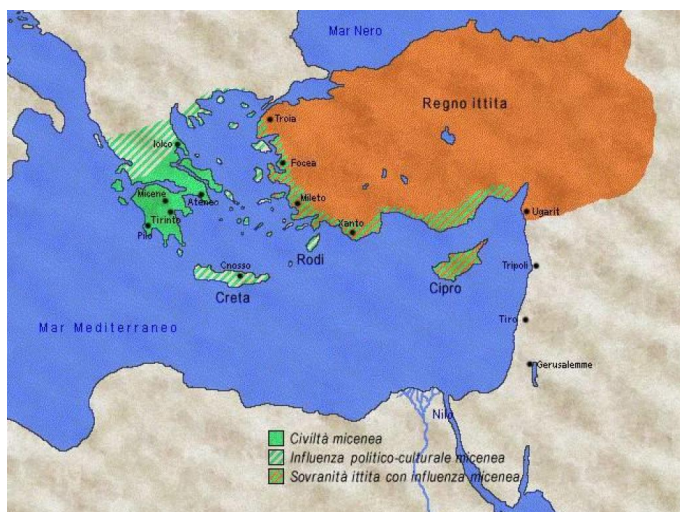 Mar Nero
Regno ittita
Troia
Iolco
Focea
Micene
Atene
Mileto
Tirinto
Pilo
Xanto
Ugarit
Rodi
Cnosso
Creta
Cipro
Tripoli
Mar Mediterraneo
Tiro
Gerusalemme
Nilo
Civiltà micenea
Influenza politico-culturale micenea
Sovranità ittita con influenza micenea